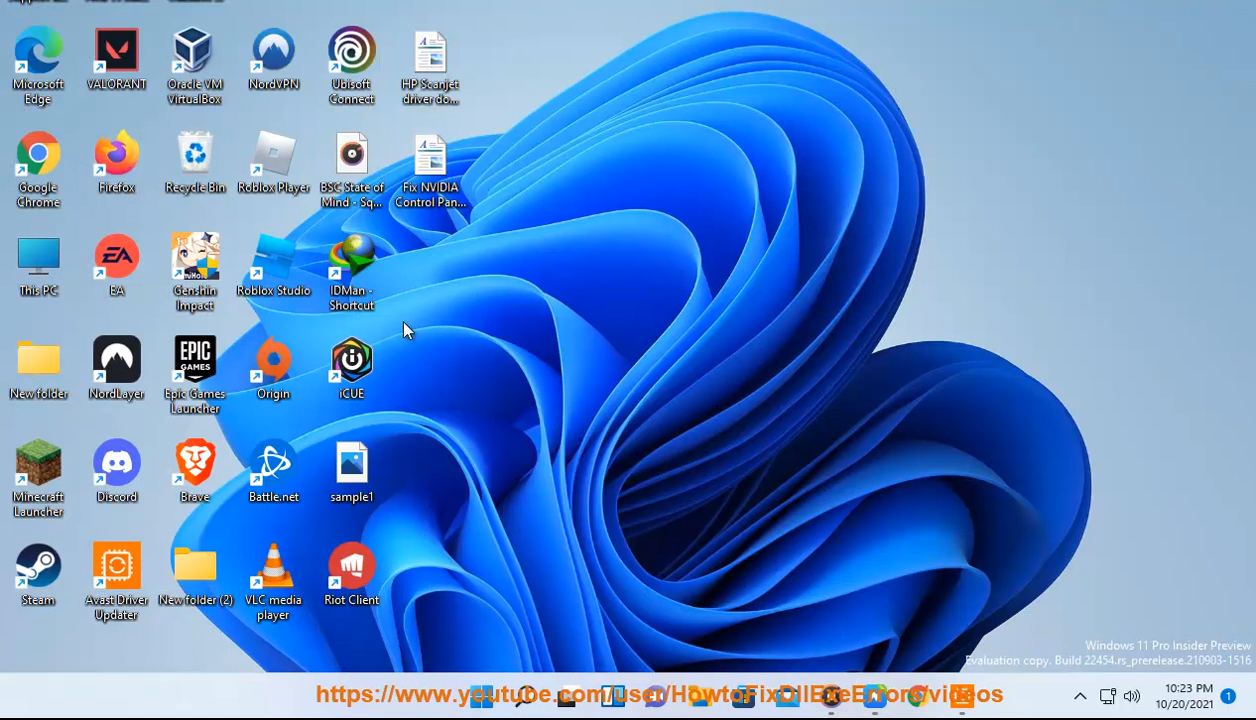 Microsoft
Edge
VALORANT
Oracle VM
VirtualBox
NordVPN
Ubisoft
Connect
HP Scanjet
driver do...
Google
Chrome
Firefox
Recycle Bin
Roblox Player
BSC State of
Mind - Sq...
Fix NVIDIA
Control Pan...
This PC
EA
EA
Genshin
Impact
Roblox Studio
IDMan -
Shortcut
New folder
NordLayer
EPIC
GAMES
Epic Games
Launcher
Origin
iCUE
Minecraft
Launcher
Discord
Brave
Battle.net
sample1
Steam
Avast Driver
Updater
New folder (2)
VLC media
player
Riot Client
Windows 11 Pro Insider Preview
Evaluation copy. Build 22454.rs_prerelease.210903-1516
https://www.youtube.com/user/HowtoFixDllExeErrors/videos
10:23 PM
10/20/2021
1